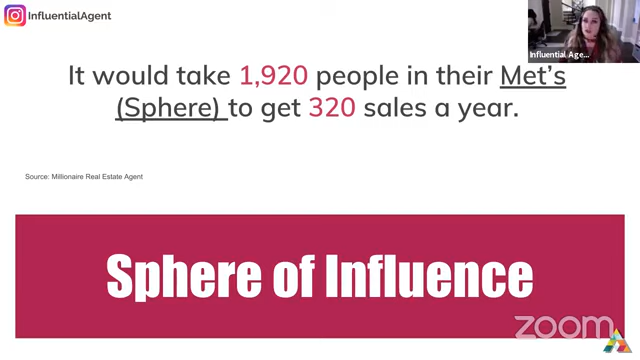 InfluentialAgent
Influential Age...
It would take 1,920 people in their Met's
(Sphere) to get 320 sales a year.
Source: Millionaire Real Estate Agent
Sphere of Influence
zoom